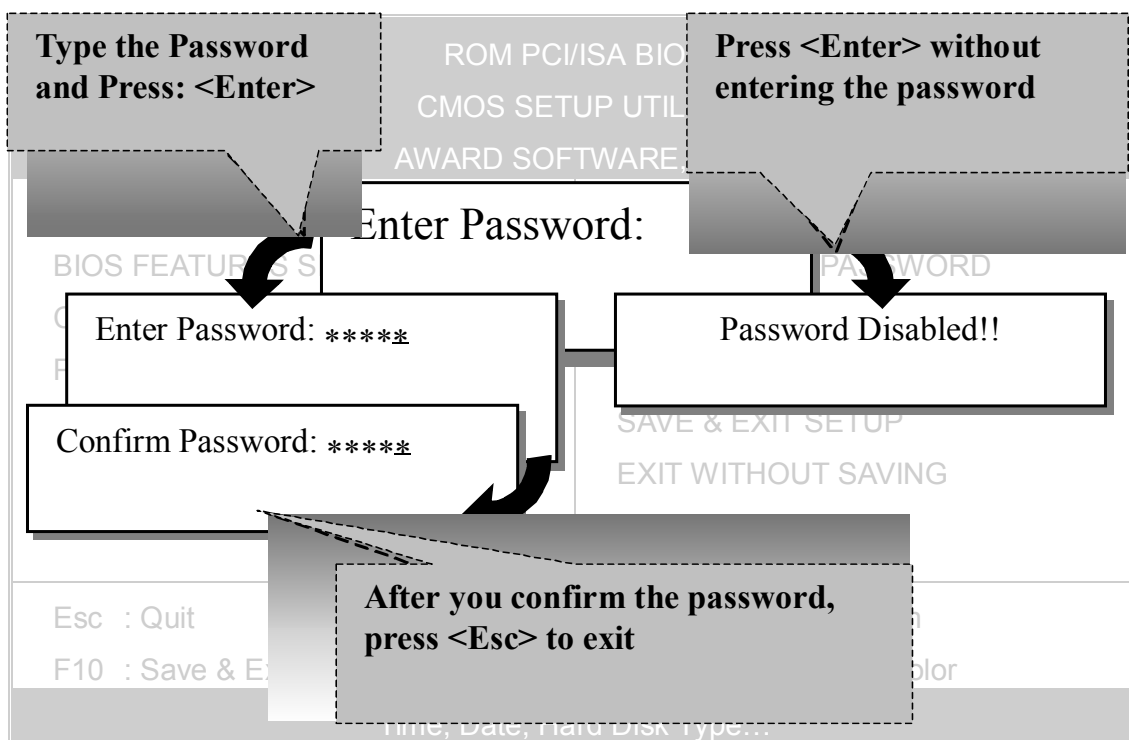 Type the Password
and Press: <Enter>
ROM PCI/ISA BIO
Press <Enter> without
entering the password
CMOS SETUP UTIL
AWARD SOFTWARE,
Enter Password:
BIOS FEATURES S
PASSWORD
Enter Password: *****
Password Disabled!!
Confirm Password: *****
SAVE & EXIT SETUP
EXIT WITHOUT SAVING
After you confirm the password,
press <Esc> to exit
Esc : Quit
F10 : Save & E
olor
Time, Date, Hard Disk Type...